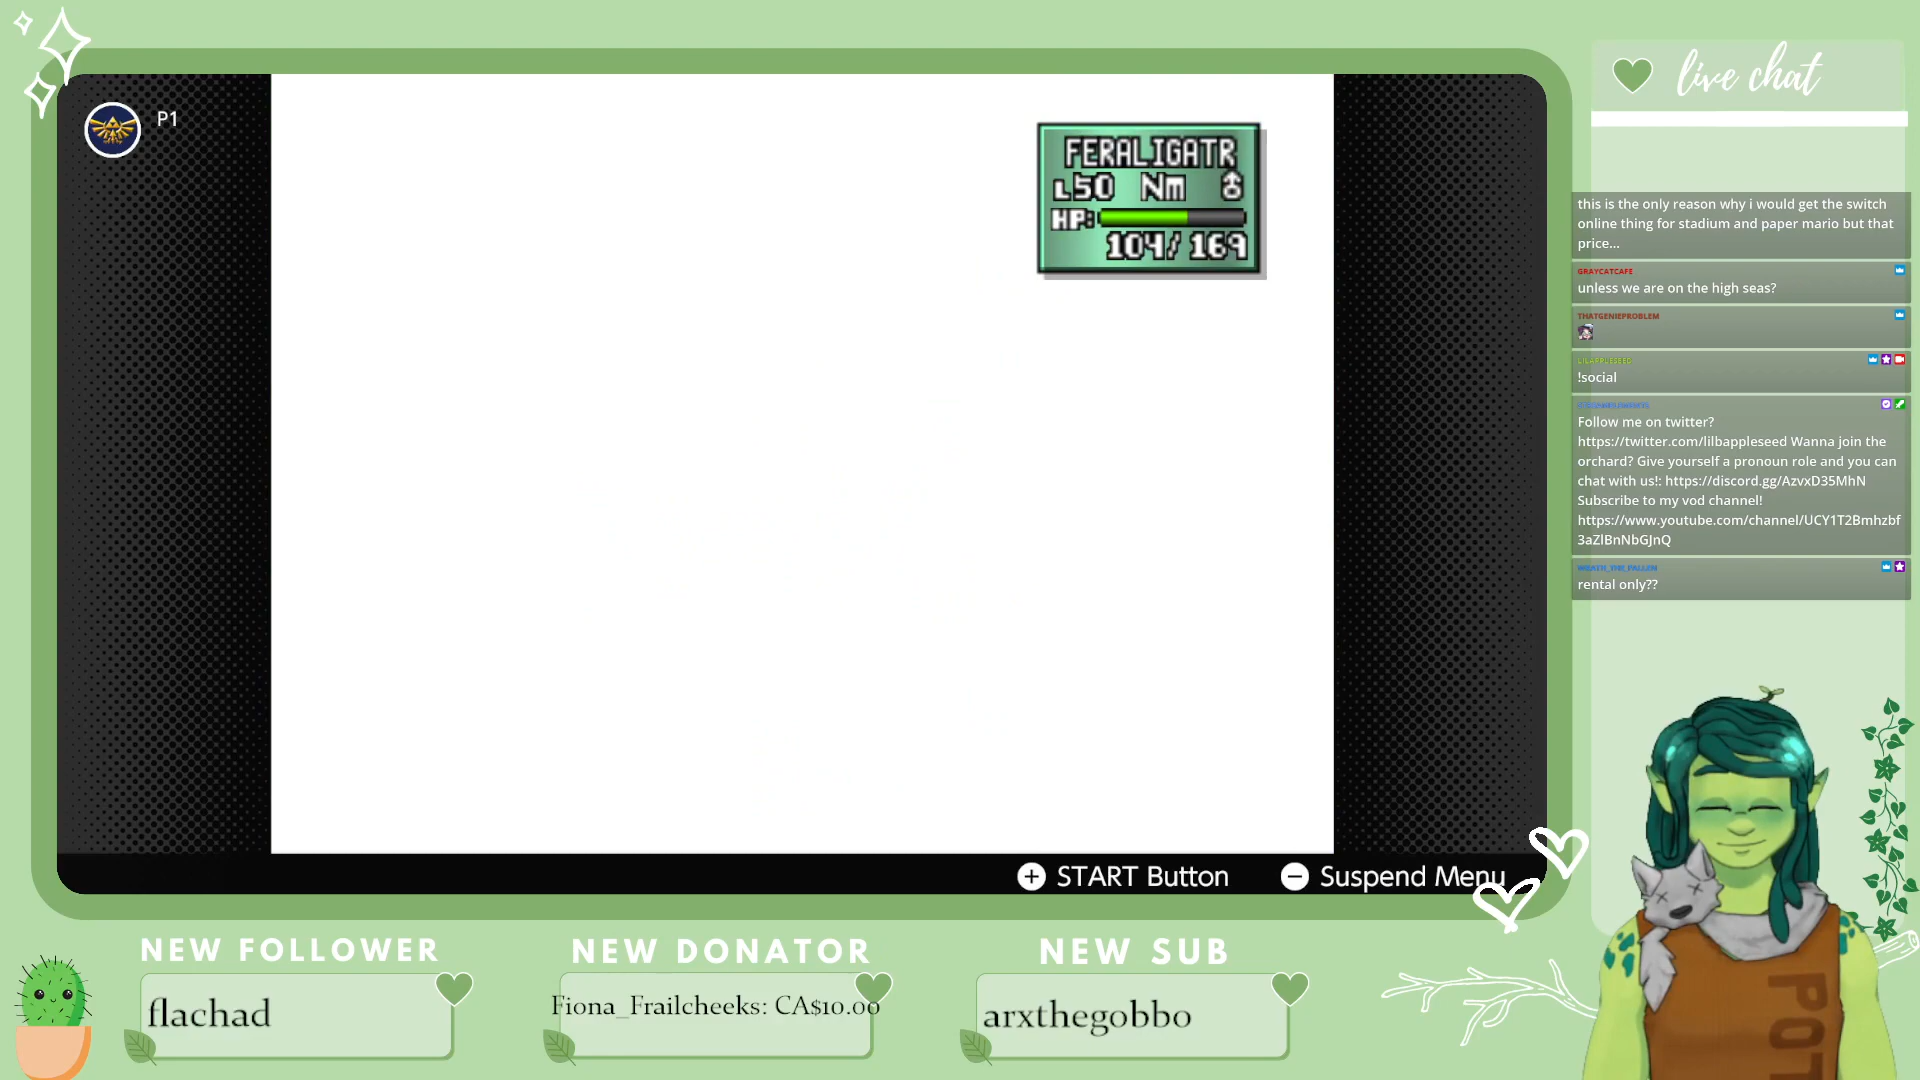 P1
FERALIGATR
L50 Nm ♂
HP:
104/169
START Button
Suspend Menu
live chat
this is the only reason why i would get the switch
online thing for stadium and paper mario but that
price...
GRAYCATCAFE
unless we are on the high seas?
THATGENIEPROBLEM
LILAPPLESEED
!social
Follow me on twitter?
https://twitter.com/lilbappleseed Wanna join the
orchard? Give yourself a pronoun role and you can
chat with us!: https://discord.gg/AzvxD35MhN
Subscribe to my vod channel!
https://www.youtube.com/channel/UCY1T2Bmhzbf
3aZlBnNbGJnQ
WRAITH_THE_FALLEN
rental only??
NEW FOLLOWER
flachad
NEW DONATOR
Fiona_Frailcheeks: CA$10.00
NEW SUB
arxthegobbo
POT